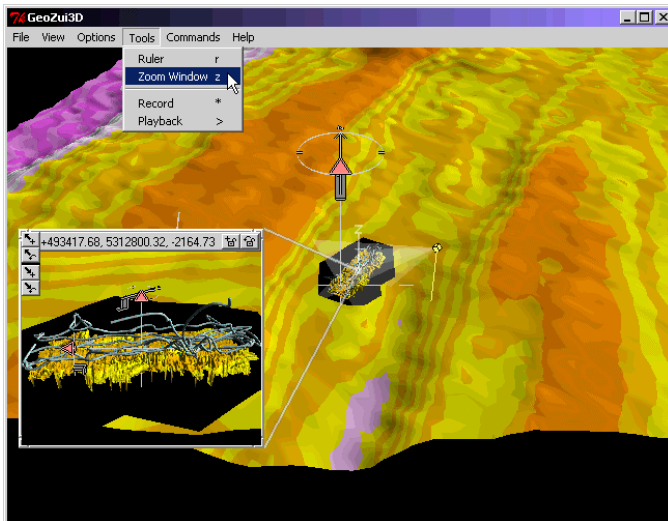 GeoZui3D
File View Options Tools Commands Help
Ruler r
Zoom Window z
Record *
Playback >
+493417.68, 5312800.32, -2164.73
Z